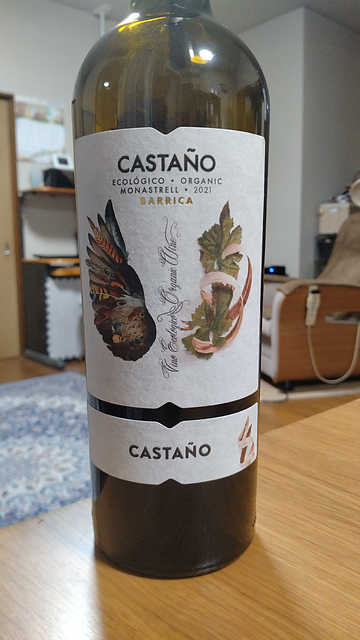 CASTAÑO
ECOLÓGICO • ORGANIC
MONASTRELL • 2021
BARRICA
Vino Ecológico Organic Wine
CASTAÑO